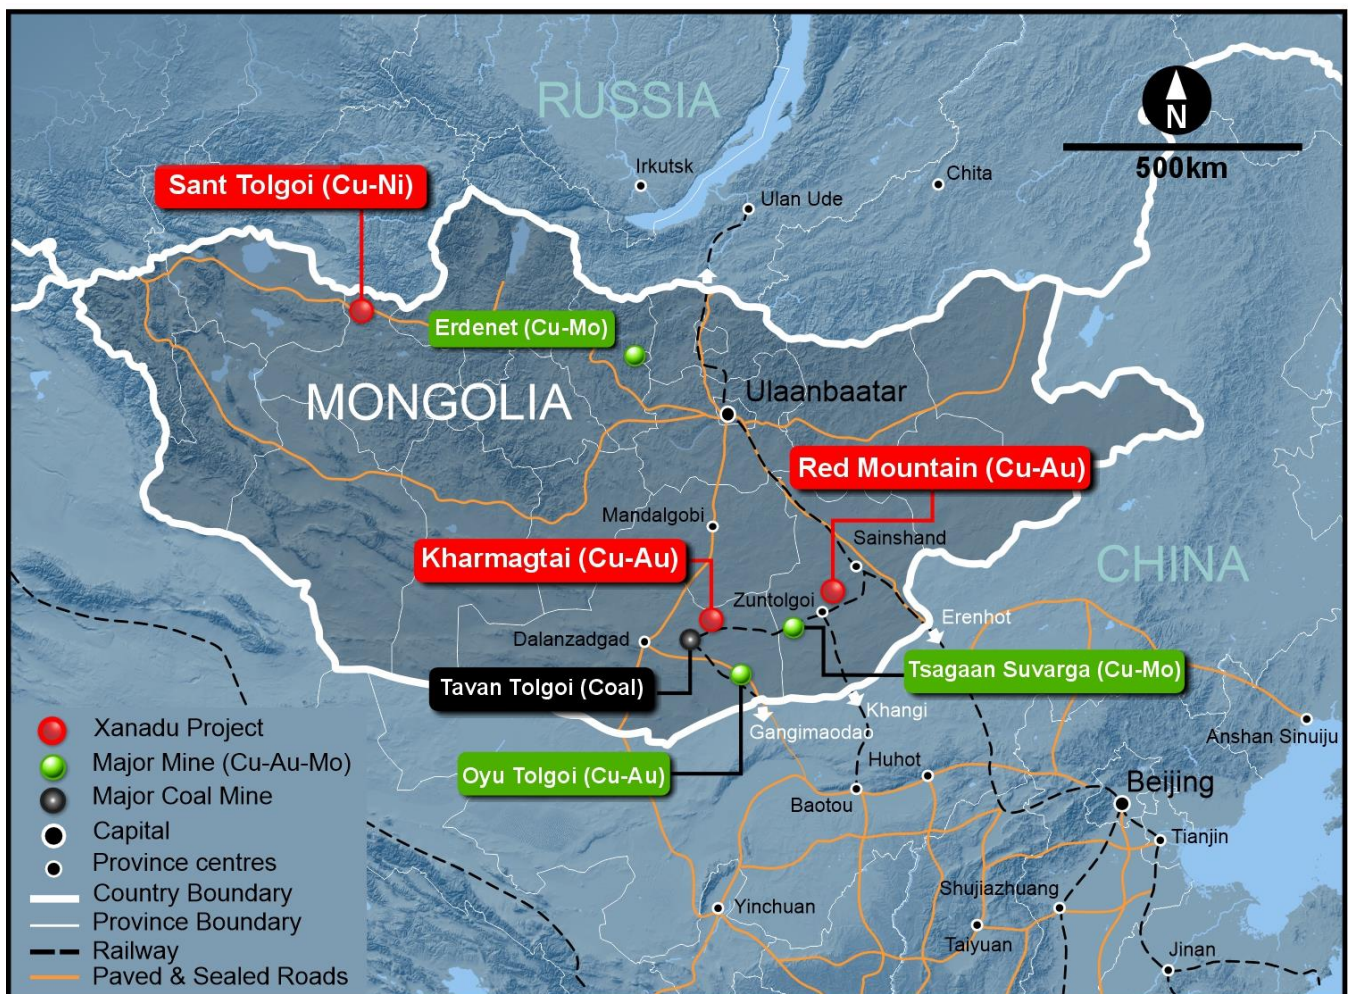 RUSSIA
N
500km
Irkutsk
Chita
Sant Tolgoi (Cu-Ni)
Ulan Ude
Erdenet (Cu-Mo)
MONGOLIA
Ulaanbaatar
Red Mountain (Cu-Au)
Mandalgobi
Sainshand
Kharmagtai (Cu-Au)
CHINA
Zuntolgoi
Erenhot
Dalanzadgad
Tsagaan Suvarga (Cu-Mo)
Tavan Tolgoi (Coal)
Khangi
Gangimaodao
Anshan Sinuiju
Huhot
Oyu Tolgoi (Cu-Au)
Beijing
Baotou
Tianjin
Shujiazhuang
Yinchuan
Taiyuan
Jinan
Xanadu Project
Major Mine (Cu-Au-Mo)
Major Coal Mine
Capital
Province centres
Country Boundary
Province Boundary
Railway
Paved & Sealed Roads